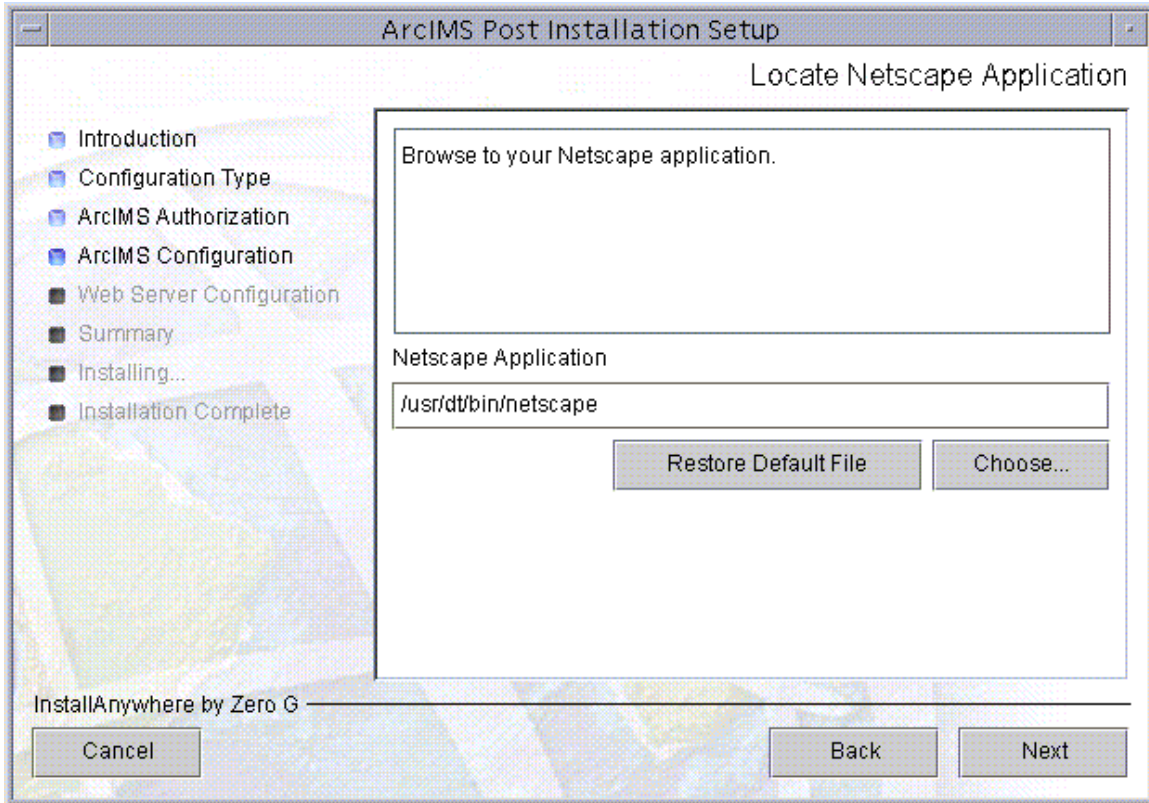 ArcIMS Post Installation Setup
Locate Netscape Application
Introduction
Configuration Type
ArcIMS Authorization
ArcIMS Configuration
Web Server Configuration
Summary
Installing...
Installation Complete
Browse to your Netscape application.
Netscape Application
/usr/dt/bin/netscape
Restore Default File
Choose...
InstallAnywhere by Zero G
Cancel
Back
Next